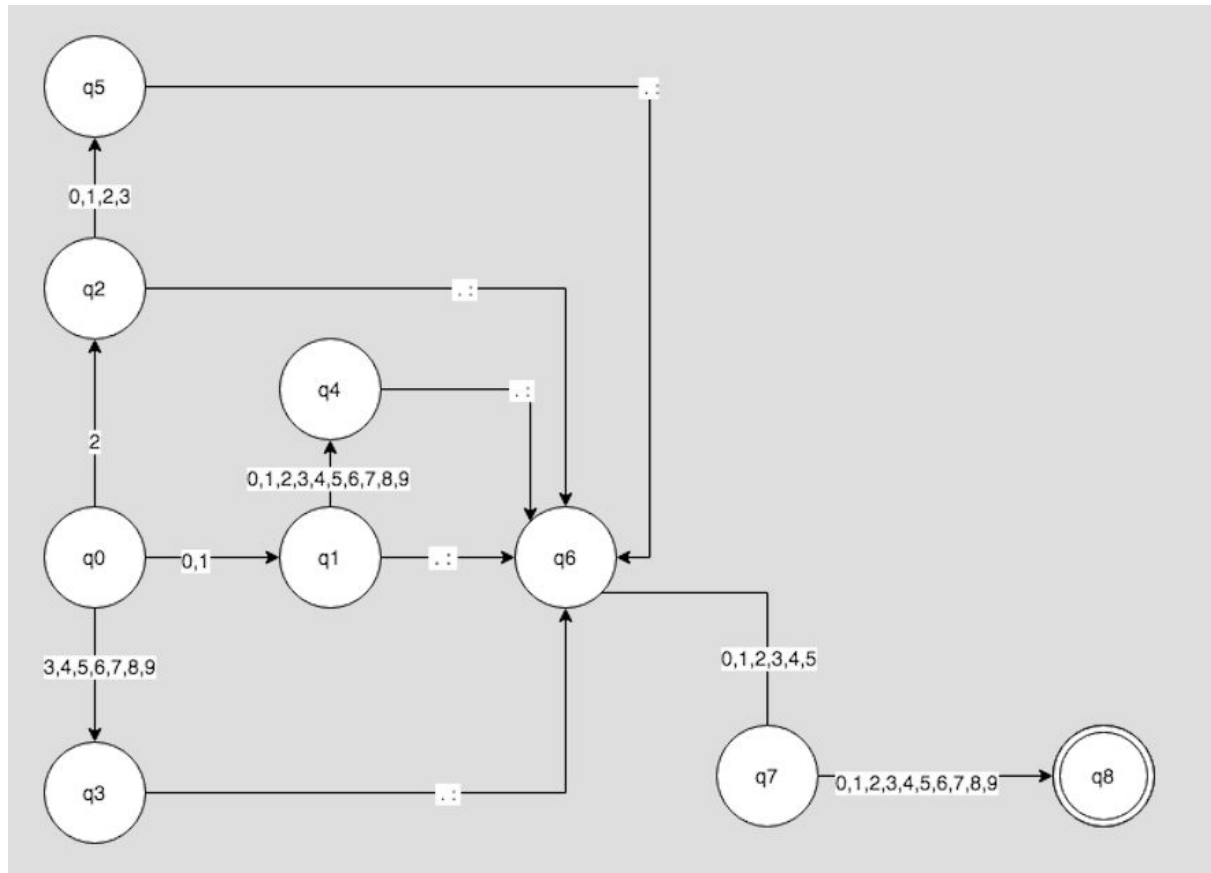 q5
.:
0,1,2,3
q2
.:
q4
.:
2
0,1,2,3,4,5,6,7,8,9
q0
0,1
q1
.:
q6
3,4,5,6,7,8,9
0,1,2,3,4,5
q3
.:
q7
0,1,2,3,4,5,6,7,8,9
q8